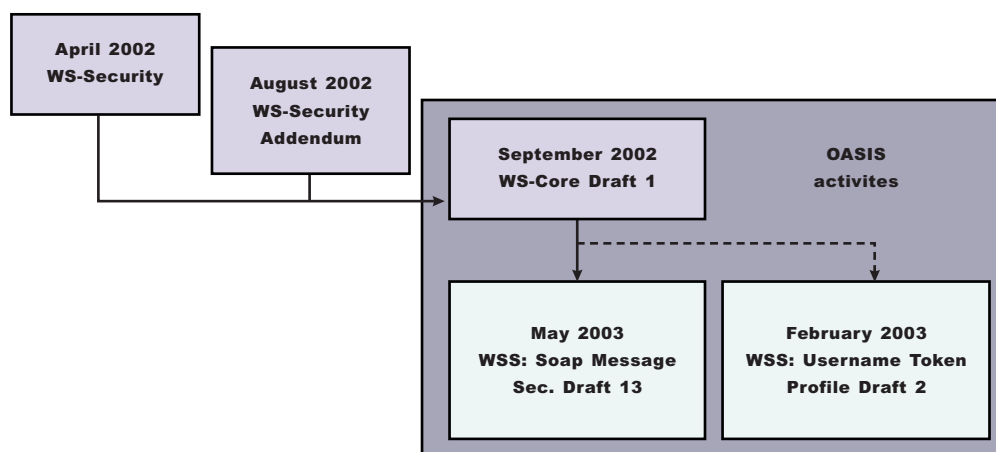 April 2002
WS-Security
August 2002
WS-Security
Addendum
September 2002
WS-Core Draft 1
OASIS
activites
May 2003
WSS: Soap Message
Sec. Draft 13
February 2003
WSS: Username Token
Profile Draft 2